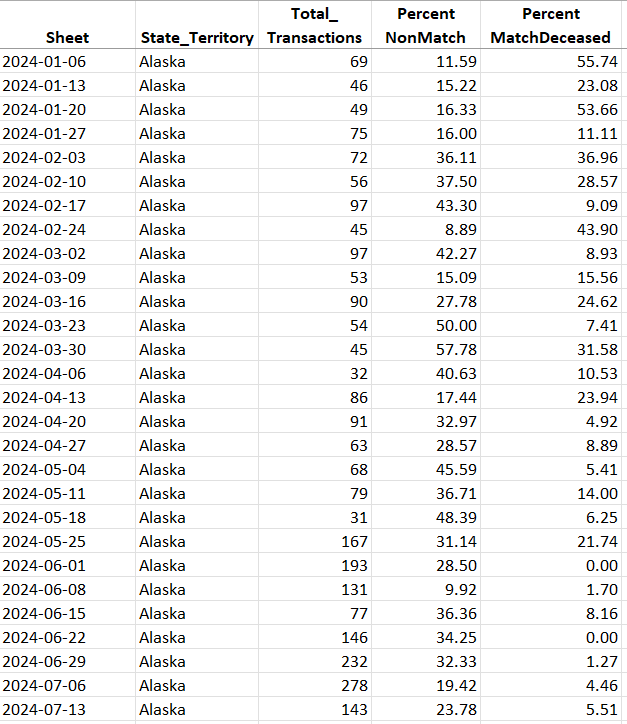 Total_ Percent Percent
Sheet State_Territory Transactions NonMatch MatchDeceased
2024-01-06 Alaska 69 11.59 55.74
2024-01-13 Alaska 46 15.22 23.08
2024-01-20 Alaska 49 16.33 53.66
2024-01-27 Alaska 75 16.00 11.11
2024-02-03 Alaska 72 36.11 36.96
2024-02-10 Alaska 56 37.50 28.57
2024-02-17 Alaska 97 43.30 9.09
2024-02-24 Alaska 45 8.89 43.90
2024-03-02 Alaska 97 42.27 8.93
2024-03-09 Alaska 53 15.09 15.56
2024-03-16 Alaska 90 27.78 24.62
2024-03-23 Alaska 54 50.00 7.41
2024-03-30 Alaska 45 57.78 31.58
2024-04-06 Alaska 32 40.63 10.53
2024-04-13 Alaska 86 17.44 23.94
2024-04-20 Alaska 91 32.97 4.92
2024-04-27 Alaska 63 28.57 8.89
2024-05-04 Alaska 68 45.59 5.41
2024-05-11 Alaska 79 36.71 14.00
2024-05-18 Alaska 31 48.39 6.25
2024-05-25 Alaska 167 31.14 21.74
2024-06-01 Alaska 193 28.50 0.00
2024-06-08 Alaska 131 9.92 1.70
2024-06-15 Alaska 77 36.36 8.16
2024-06-22 Alaska 146 34.25 0.00
2024-06-29 Alaska 232 32.33 1.27
2024-07-06 Alaska 278 19.42 4.46
2024-07-13 Alaska 143 23.78 5.51